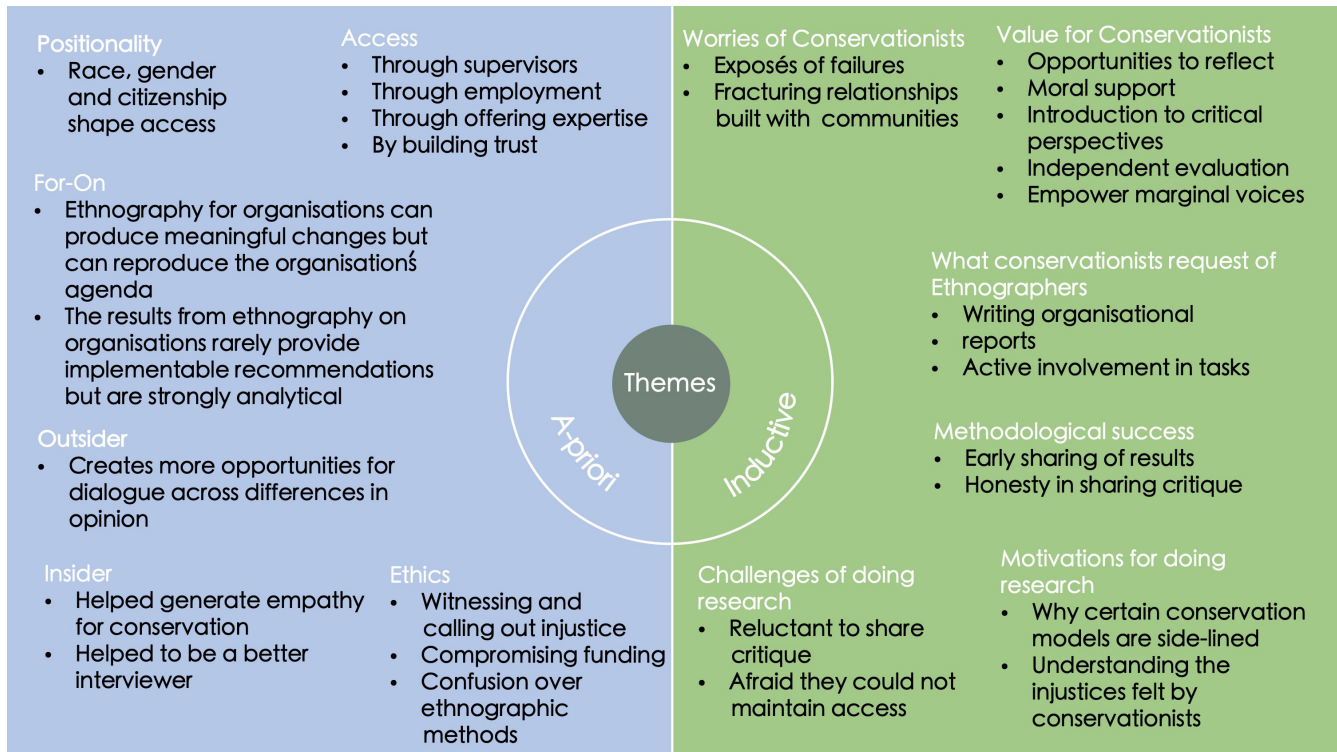 Positionality
• Race, gender
and citizenship
shape access
Access
• Through supervisors
• Through employment
• Through offering expertise
• By building trust
For-On
• Ethnography for organisations can
produce meaningful changes but
can reproduce the organisationś
agenda
• The results from ethnography on
organisations rarely provide
implementable recommendations
but are strongly analytical
Outsider
• Creates more opportunities for
dialogue across differences in
opinion
Insider
• Helped generate empathy
for conservation
• Helped to be a better
interviewer
Ethics
• Witnessing and
calling out injustice
• Compromising funding
• Confusion over
ethnographic
methods
Themes
A-priori
Inductive
Worries of Conservationists
• Exposés of failures
• Fracturing relationships
built with communities
Value for Conservationists
• Opportunities to reflect
• Moral support
• Introduction to critical
perspectives
• Independent evaluation
• Empower marginal voices
What conservationists request of
Ethnographers
• Writing organisational
• reports
• Active involvement in tasks
Methodological success
• Early sharing of results
• Honesty in sharing critique
Challenges of doing
research
• Reluctant to share
critique
• Afraid they could not
maintain access
Motivations for doing
research
• Why certain conservation
models are side-lined
• Understanding the
injustices felt by
conservationists